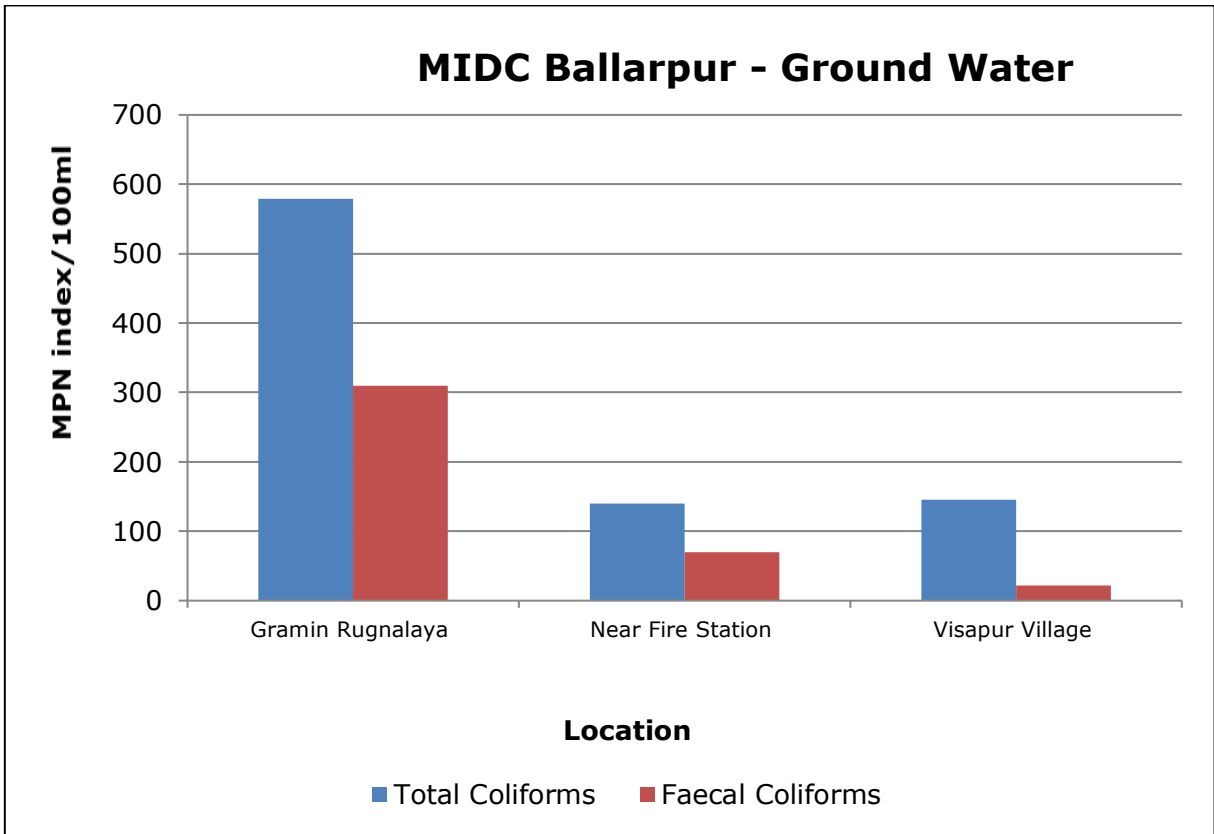 MIDC Ballarpur - Ground Water
MPN index/100ml
700
600
500
400
300
200
100
0
Gramin Rugnalaya
Near Fire Station
Visapur Village
Location
Total Coliforms
Faecal Coliforms